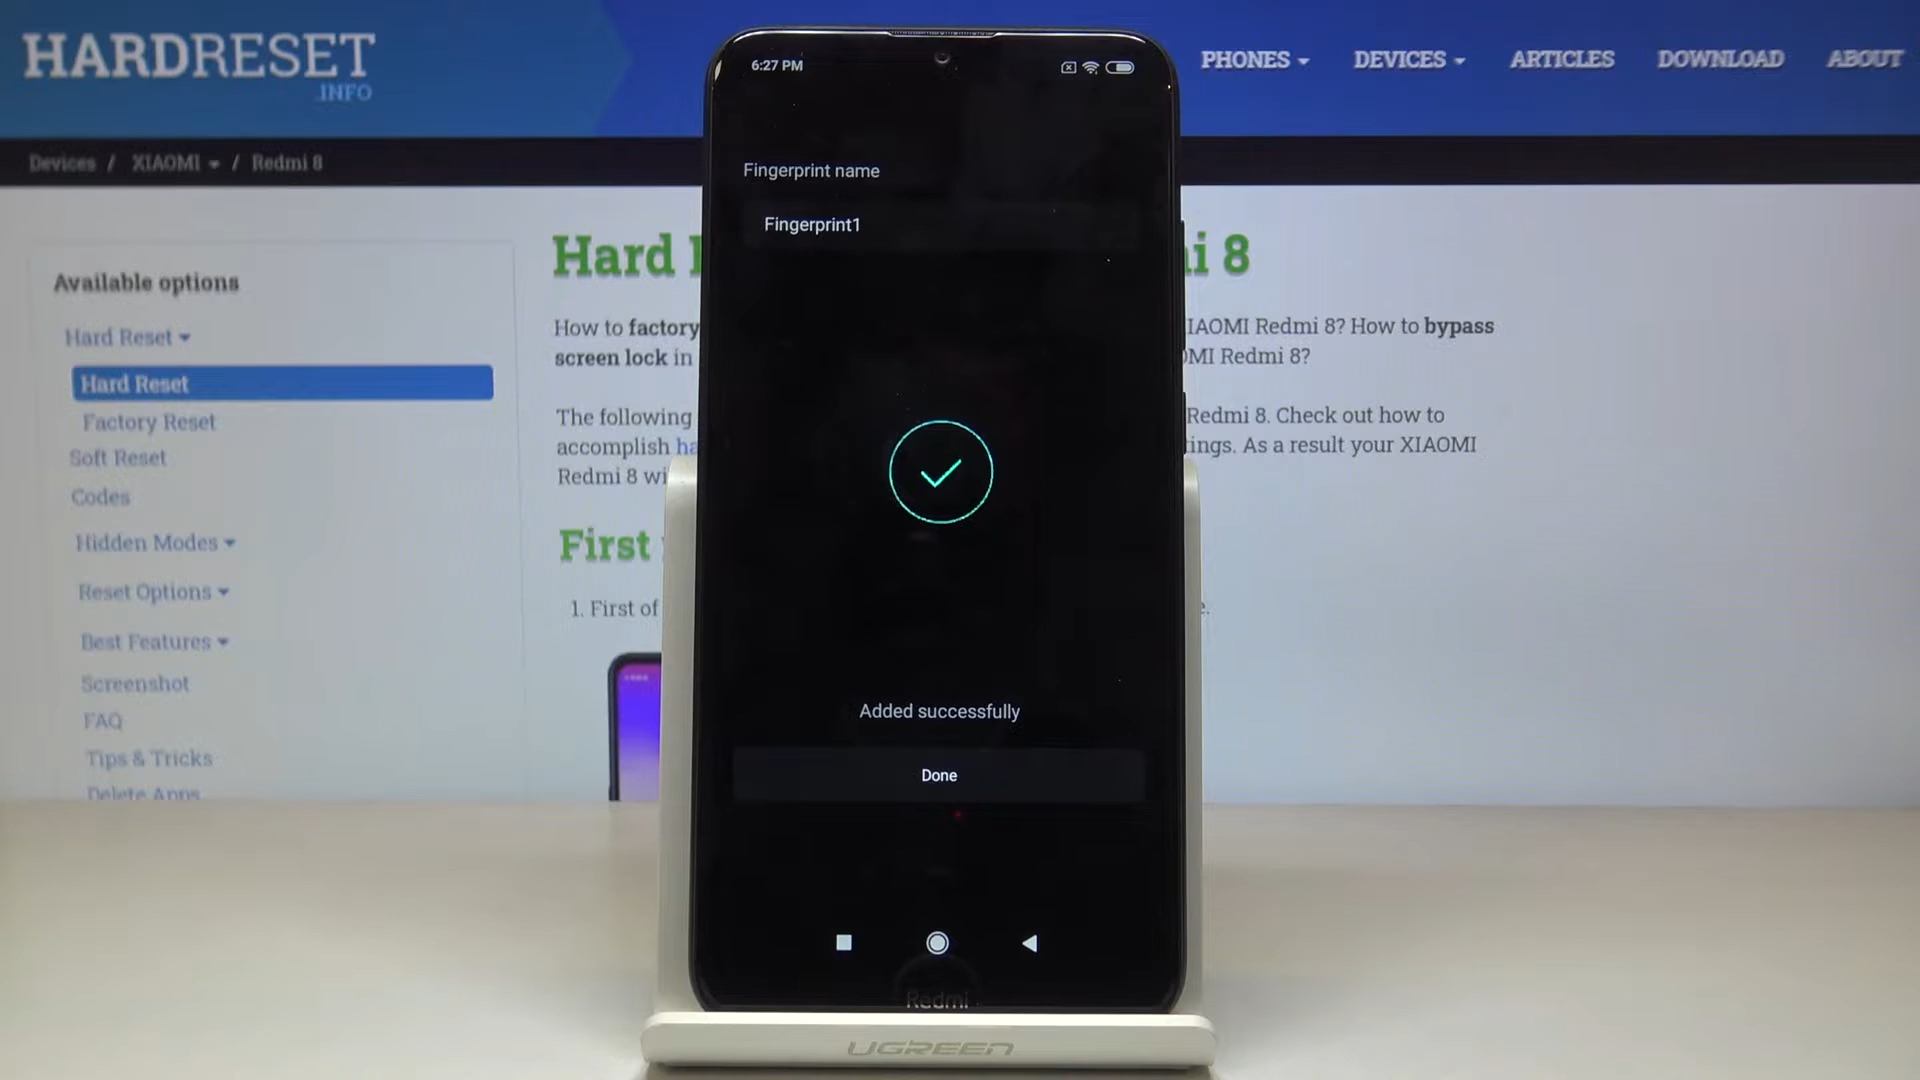 HARDRESET
.INFO
PHONES
DEVICES
ARTICLES
DOWNLOAD
ABOUT
Devices / XIAOMI / Redmi 8
Available options
Hard Reset
Hard Reset
Factory Reset
Soft Reset
Codes
Hidden Modes
Reset Options
Best Features
Screenshot
FAQ
Tips & Tricks
Delete Apps
Hard
i 8
How to factory
XIAOMI Redmi 8? How to bypass
screen lock in
MI Redmi 8?
The following
Redmi 8. Check out how to
accomplish ha
ings. As a result your XIAOMI
Redmi 8 wi
First
1. First of
6:27 PM
Fingerprint name
Fingerprint1
Added successfully
Done
Redmi
UGREEN